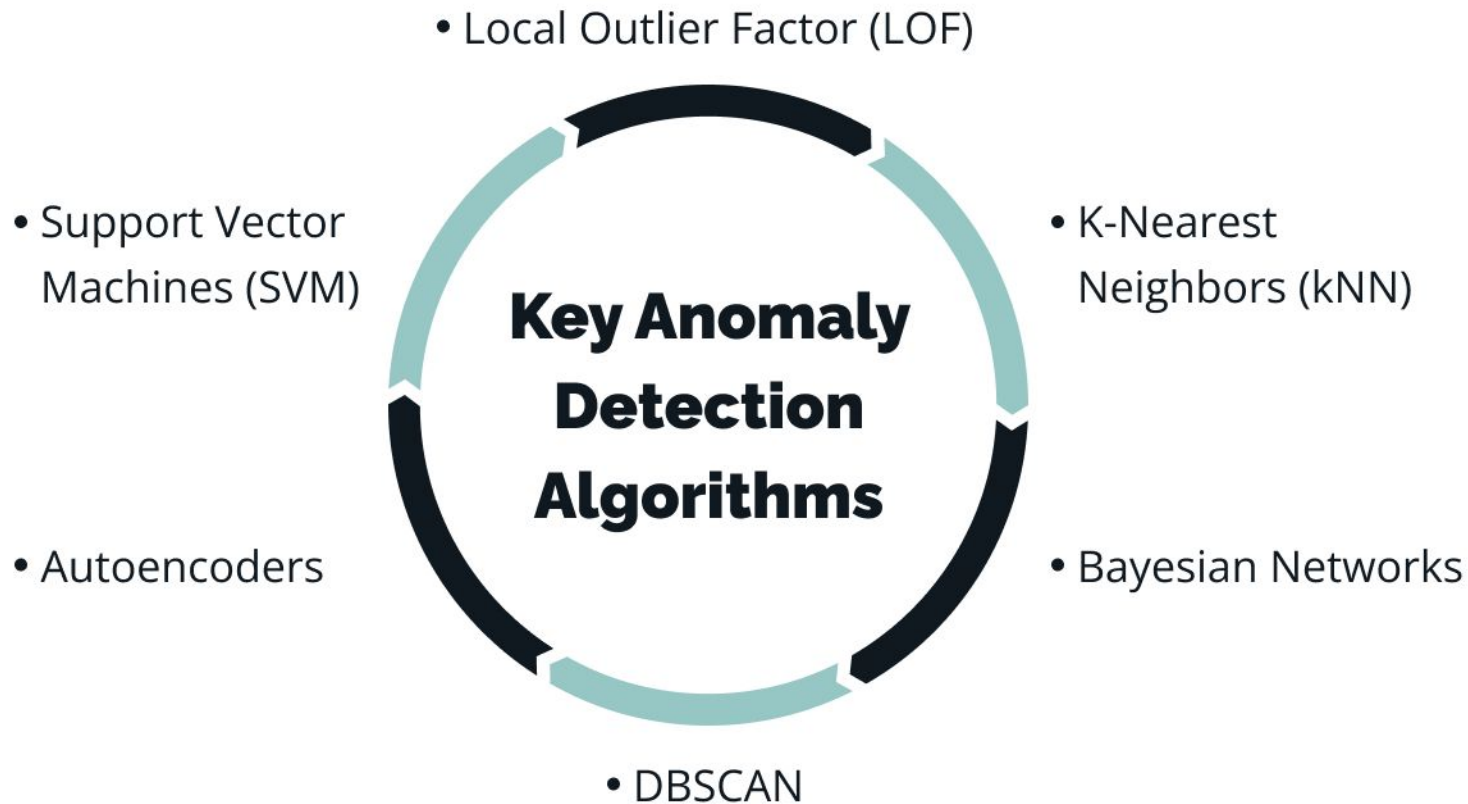 • Local Outlier Factor (LOF)
• Support Vector
Machines (SVM)
• K-Nearest
Neighbors (kNN)
Key Anomaly
Detection
Algorithms
• Autoencoders
• Bayesian Networks
• DBSCAN